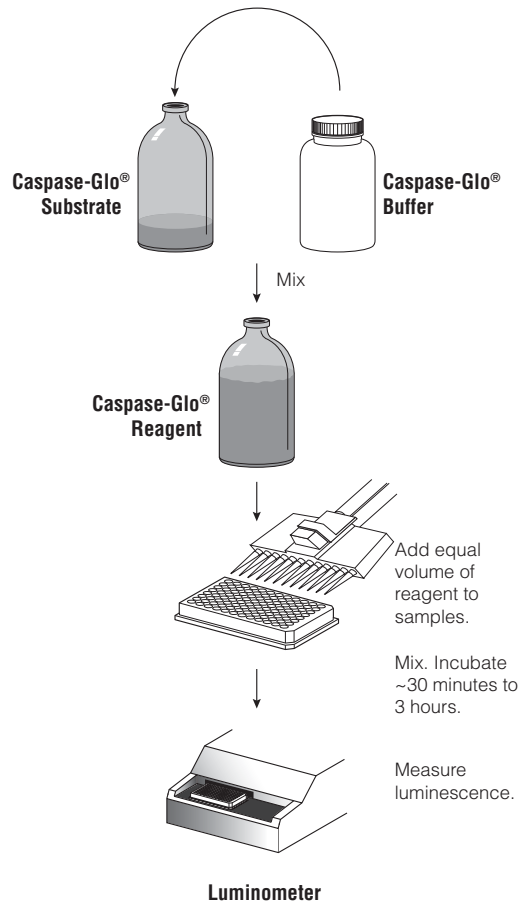 Caspase-Glo®
Substrate
Caspase-Glo®
Buffer
Mix
Caspase-Glo®
Reagent
Add equal
volume of
reagent to
samples.
Mix. Incubate
~30 minutes to
3 hours.
Measure
luminescence.
Luminometer